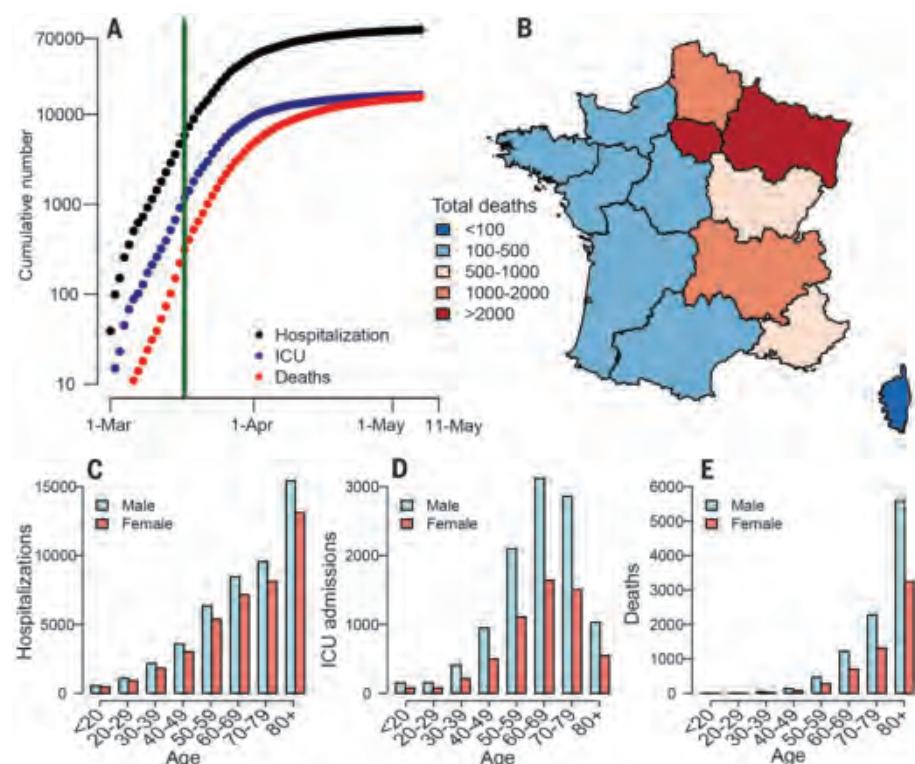 A
70000
10000
1000
100
10
Cumulative number
Hospitalization
ICU
Deaths
1-Mar
1-Apr
1-May
11-May
B
Total deaths
<100
100-500
500-1000
1000-2000
>2000
C
15000
10000
5000
0
Hospitalizations
Male
Female
<20
20-29
30-39
40-49
50-59
60-69
70-79
80+
Age
D
3000
2000
1000
0
ICU admissions
Male
Female
<20
20-29
30-39
40-49
50-59
60-69
70-79
80+
Age
E
6000
5000
4000
3000
2000
1000
0
Deaths
Male
Female
<20
20-29
30-39
40-49
50-59
60-69
70-79
80+
Age